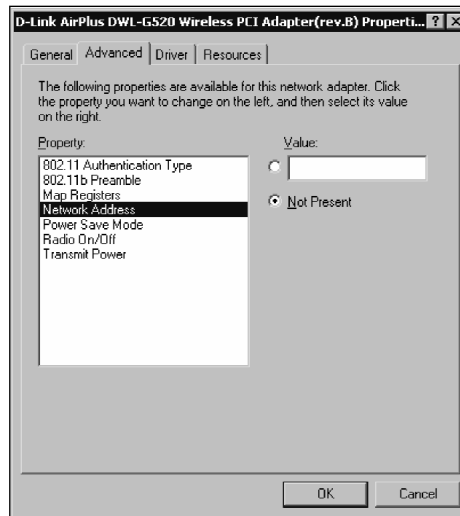 D-Link AirPlus DWL-G520 Wireless PCI Adapter(rev.B) Properti... ? X
General Advanced Driver Resources
The following properties are available for this network adapter. Click
the property you want to change on the left, and then select its value
on the right.
Property: Value:
802.11 Authentication Type
802.11b Preamble
Map Registers
Network Address
Not Present
Power Save Mode
Radio On/Off
Transmit Power
OK Cancel